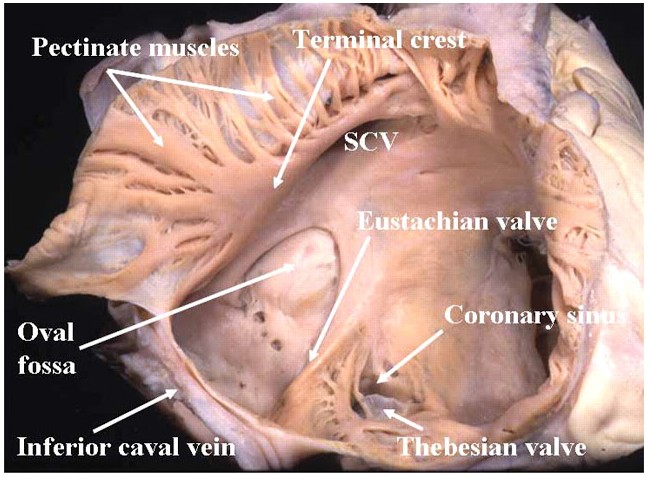 Pectinate muscles
Terminal crest
SCV
Eustachian valve
Coronary sinus
Oval
fossa
Inferior caval vein
Thebesian valve